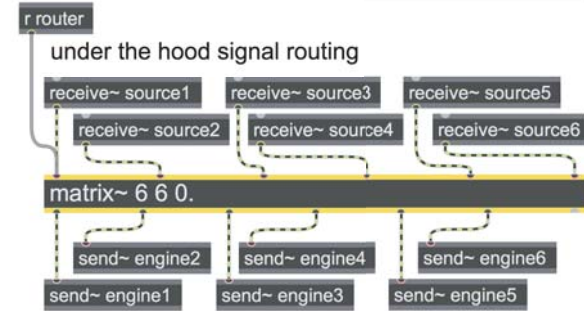 r router
under the hood signal routing
receive~ source1
receive~ source3
receive~ source5
receive~ source2
receive~ source4
receive~ source6
matrix~ 6 6 0.
send~ engine2
send~ engine4
send~ engine6
send~ engine1
send~ engine3
send~ engine5